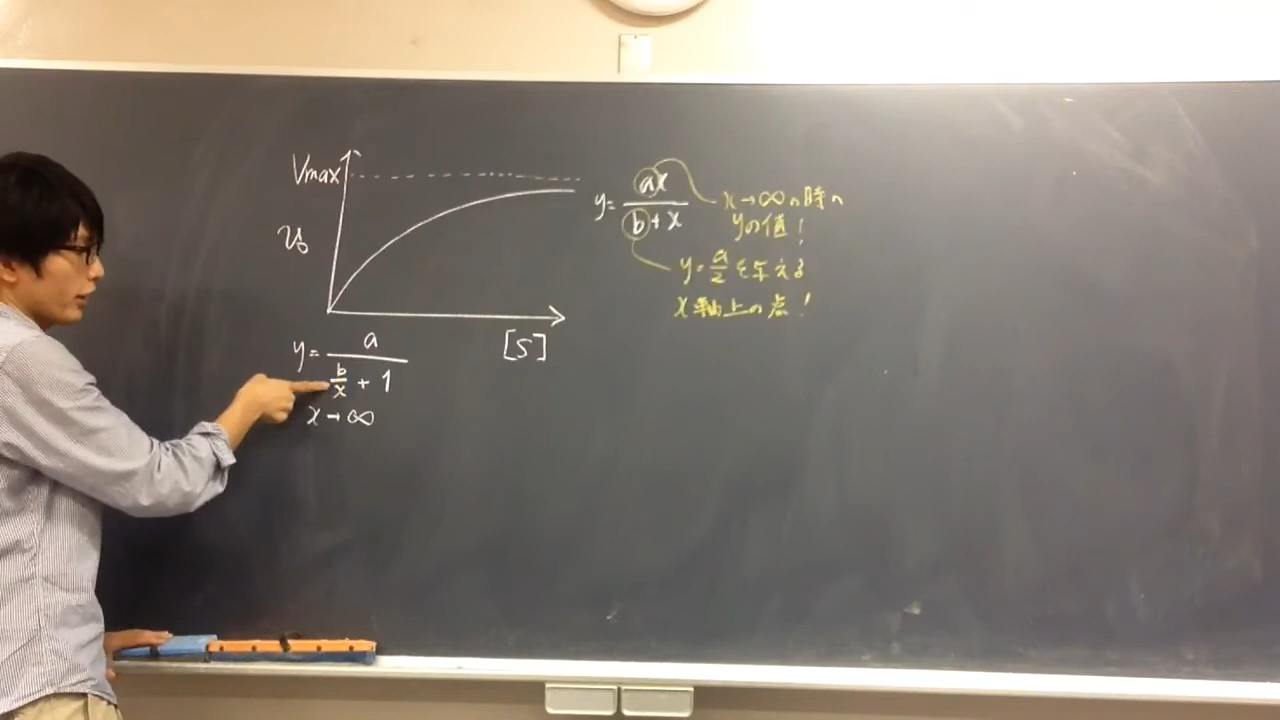 Vmax
v₀
[S]
y = ax / b + x
x→∞の時の
yの値!
y = a/2 を与える
x軸上の点!
y = a / b/x + 1
x→∞